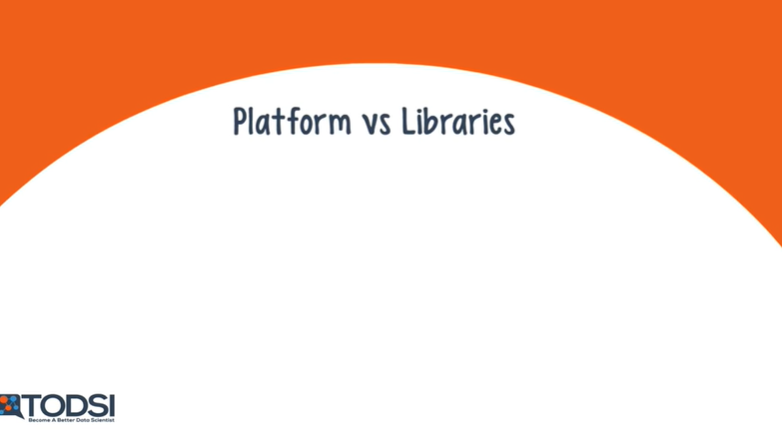 Platform vs Libraries
TODSI
Become A Better Data Scientist